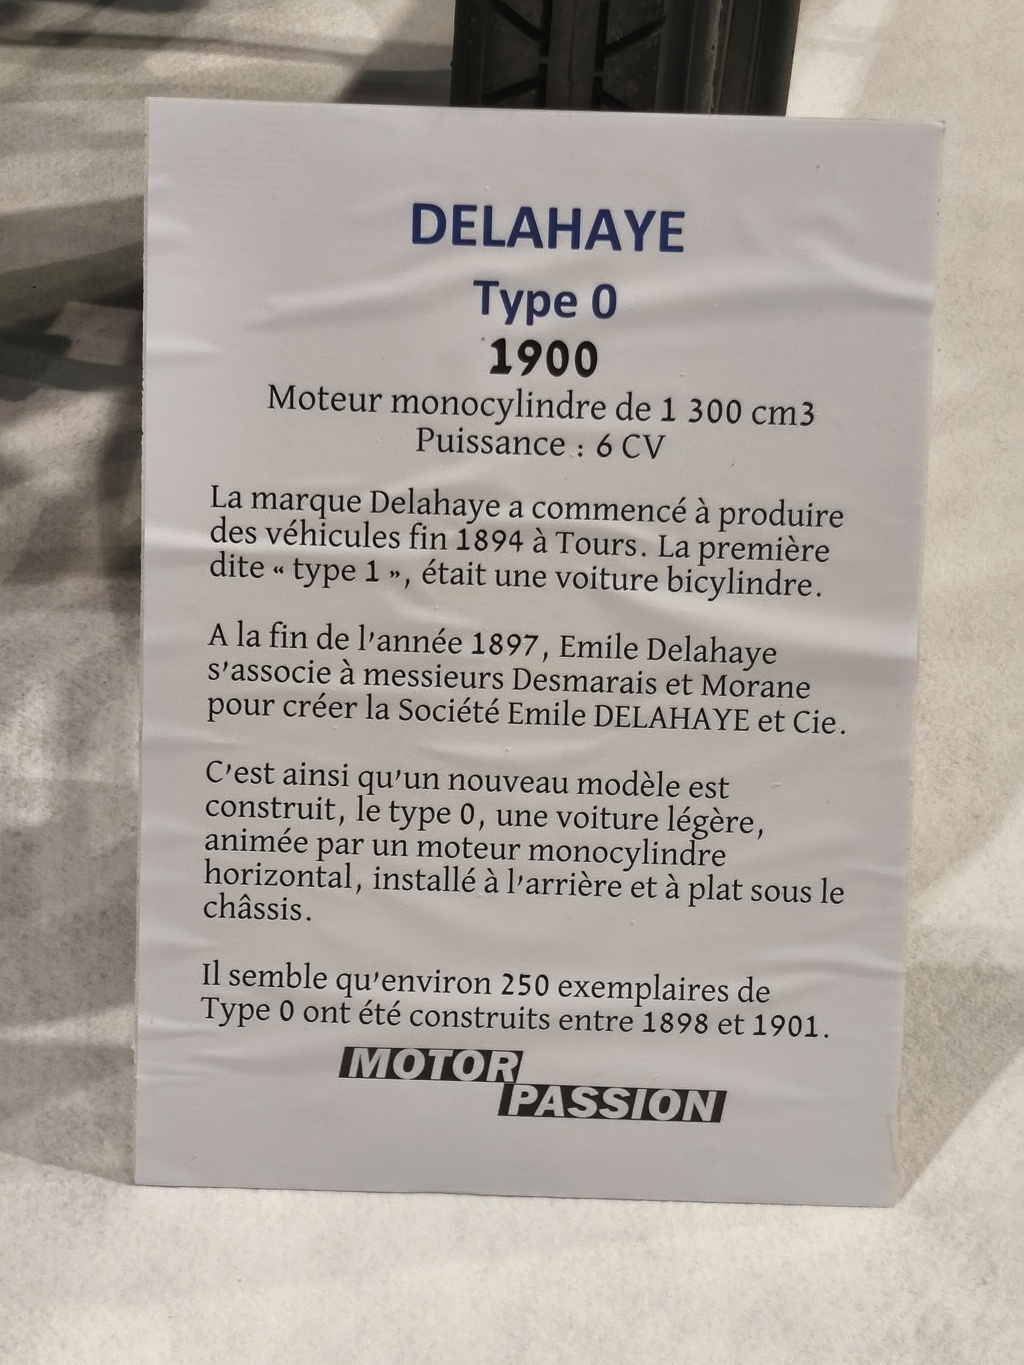 DELAHAYE
Type 0
1900
Moteur monocylindre de 1 300 cm3
Puissance : 6 CV
La marque Delahaye a commencé à produire
des véhicules fin 1894 à Tours. La première
dite « type 1 », était une voiture bicylindre.
A la fin de l'année 1897, Emile Delahaye
s'associe à messieurs Desmarais et Morane
pour créer la Société Emile DELAHAYE et Cie.
C'est ainsi qu'un nouveau modèle est
construit, le type 0, une voiture légère,
animée par un moteur monocylindre
horizontal, installé à l'arrière et à plat sous le
châssis.
Il semble qu'environ 250 exemplaires de
Type 0 ont été construits entre 1898 et 1901.
MOTOR
PASSION